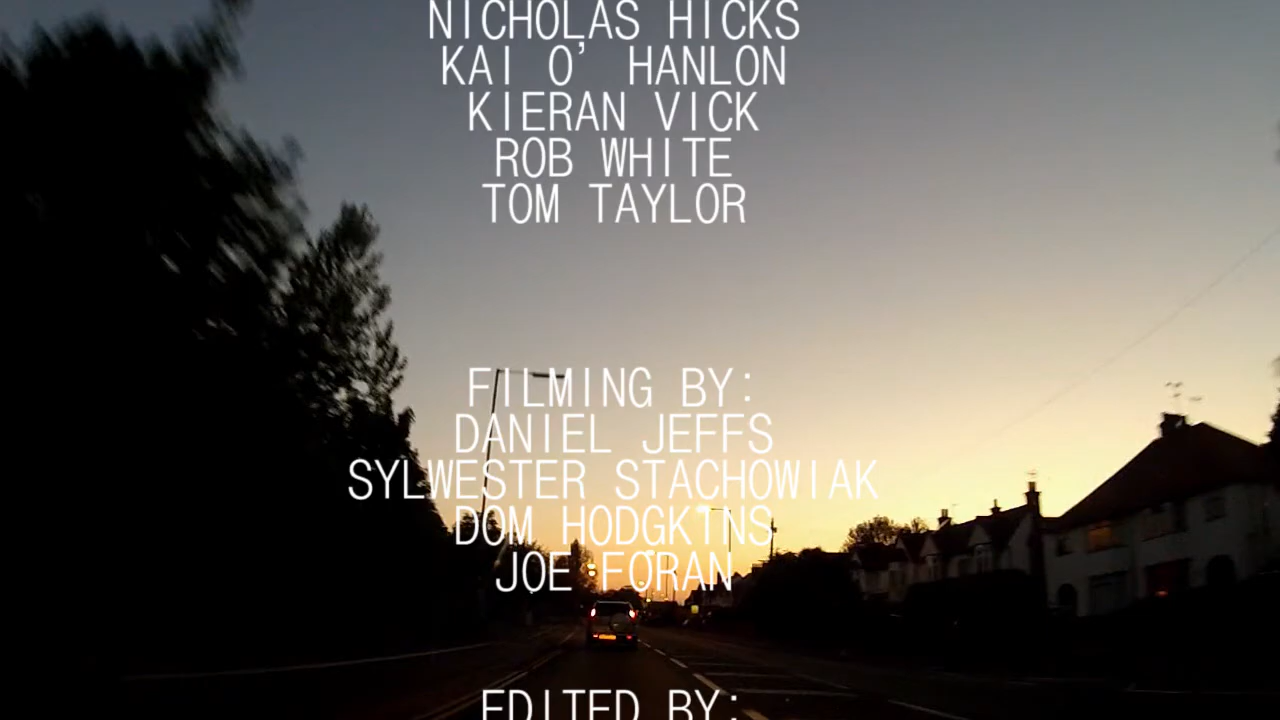 NICHOLAS HICKS
KAI O' HANLON
KIERAN VICK
ROB WHITE
TOM TAYLOR
FILMING BY:
DANIEL JEFFS
SYLWESTER STACHOWIAK
DOM HODGKINS
JOE FORAN
EDITED BY: